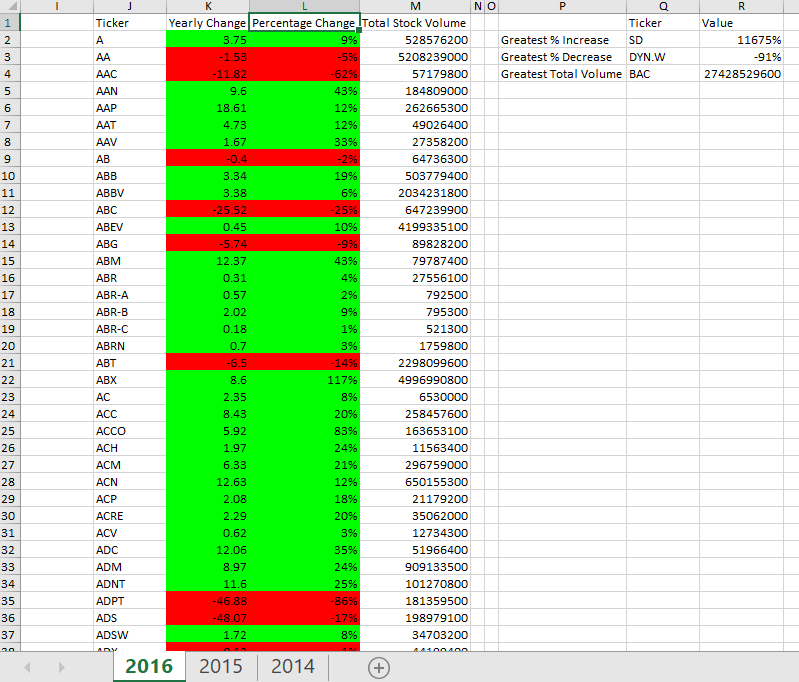 I J K L M N O P Q R
1 Ticker Yearly Change Percentage Change Total Stock Volume Ticker Value
2 A 3.75 9% 528576200 Greatest % Increase SD 11675%
3 AA -1.53 -5% 5208239000 Greatest % Decrease DYN.W -91%
4 AAC -11.82 -62% 57179800 Greatest Total Volume BAC 27428529600
5 AAN 9.6 43% 184809000
6 AAP 18.61 12% 262665300
7 AAT 4.73 12% 49026400
8 AAV 1.67 33% 27358200
9 AB -0.4 -2% 64736300
10 ABB 3.34 19% 503779400
11 ABBV 3.38 6% 2034231800
12 ABC -25.52 -25% 647239900
13 ABEV 0.45 10% 4199335100
14 ABG -5.74 -9% 89828200
15 ABM 12.37 43% 79787400
16 ABR 0.31 4% 27556100
17 ABR-A 0.57 2% 792500
18 ABR-B 2.02 9% 795300
19 ABR-C 0.18 1% 521300
20 ABRN 0.7 3% 1759800
21 ABT -6.5 -14% 2298099600
22 ABX 8.6 117% 4996990800
23 AC 2.35 8% 6530000
24 ACC 8.43 20% 258457600
25 ACCO 5.92 83% 163653100
26 ACH 1.97 24% 11563400
27 ACM 6.33 21% 296759000
28 ACN 12.63 12% 650155300
29 ACP 2.08 18% 21179200
30 ACRE 2.29 20% 35062000
31 ACV 0.62 3% 12734300
32 ADC 12.06 35% 51966400
33 ADM 8.97 24% 909133500
34 ADNT 11.6 25% 101270800
35 ADPT -46.88 -86% 181359500
36 ADS -48.07 -17% 198979100
37 ADSW 1.72 8% 34703200
2016 2015 2014